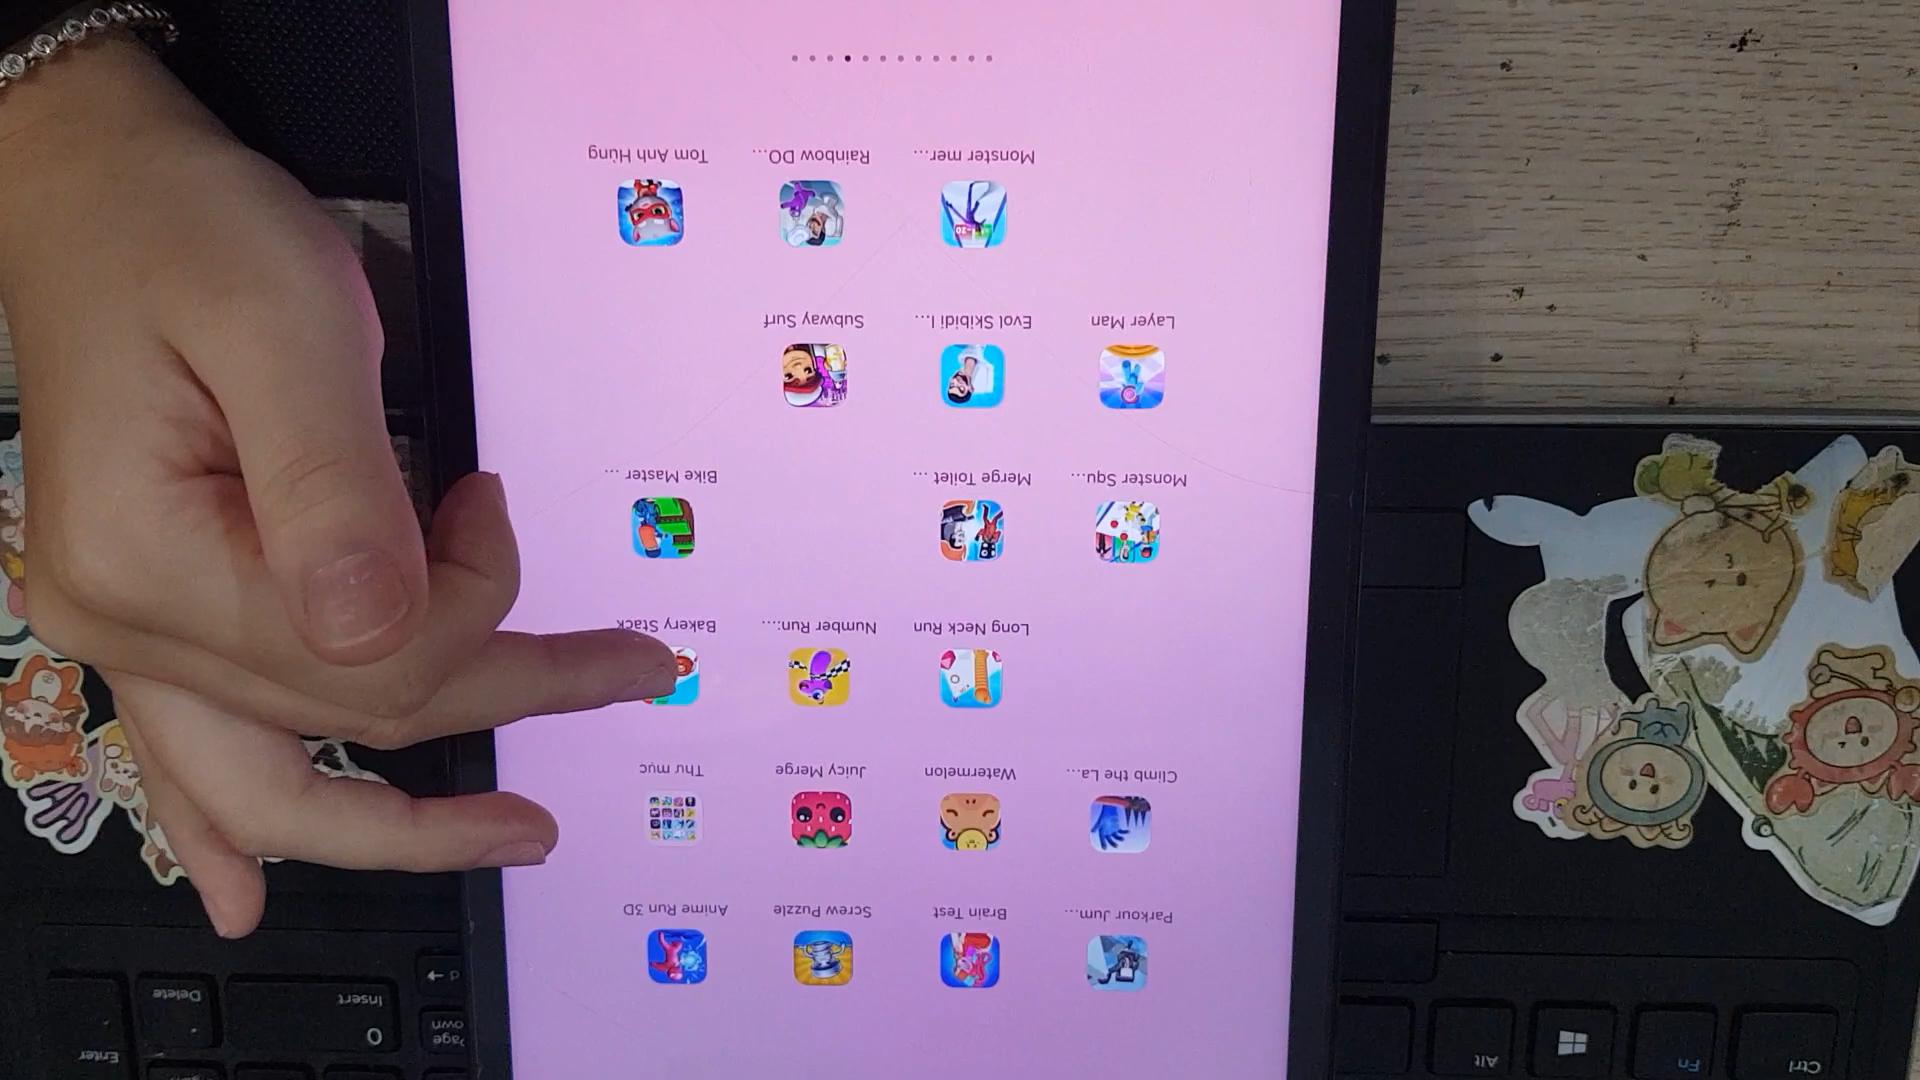 Parkour Jum...
Brain Test
Screw Puzzle
Anime Run 3D
Climb the La...
Watermelon
Juicy Merge
Thư mục
Long Neck Run
Number Run:...
Bakery Stack
Monster Squ...
Merge Toilet ...
Bike Master ...
Layer Man
Evol Skibidi I...
Subway Surf
Monster mer...
Rainbow DO...
Tom Anh Hùng
Ctrl
Fn
Alt
Page
0
Insert
Delete
Enter